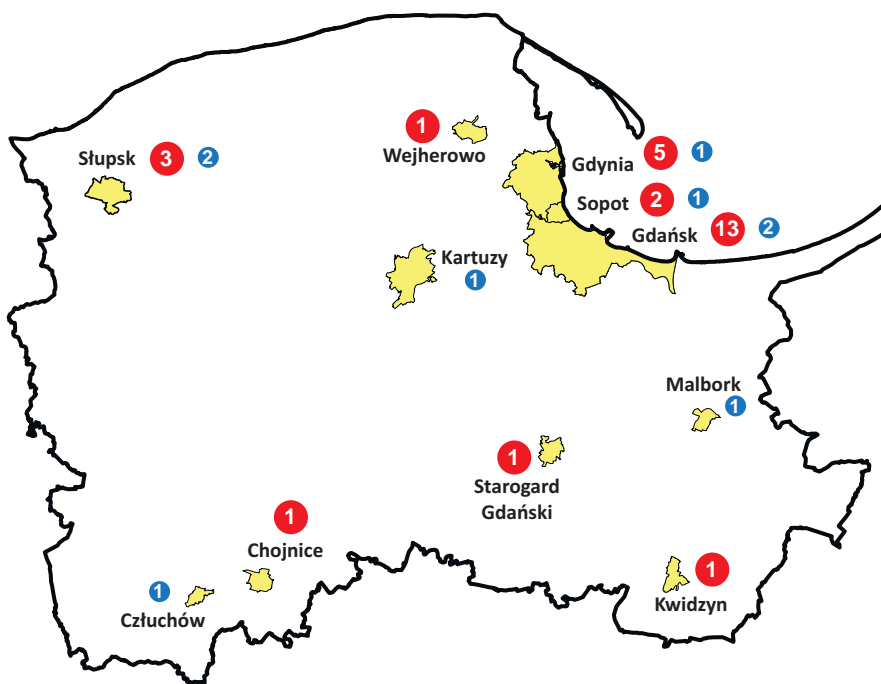 1
Wejherowo
Słupsk 3 2
Gdynia 5 1
Sopot 2 1
Gdańsk 13 2
Kartuzy
1
Malbork
1
1
Starogard
Gdański
1
Chojnice
1
Człuchów
1
Kwidzyn